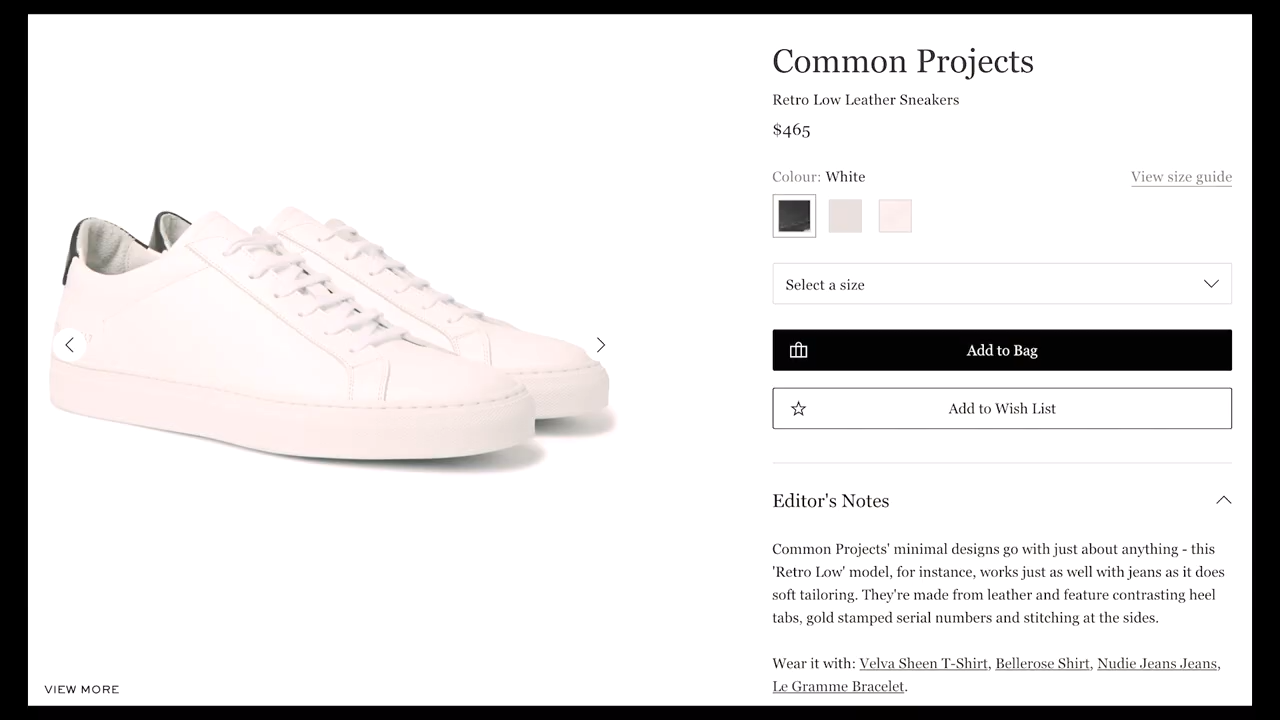 Common Projects
Retro Low Leather Sneakers
$465
Colour: White
View size guide
Select a size
Add to Bag
Add to Wish List
Editor's Notes
Common Projects' minimal designs go with just about anything - this
'Retro Low' model, for instance, works just as well with jeans as it does
soft tailoring. They're made from leather and feature contrasting heel
tabs, gold stamped serial numbers and stitching at the sides.
Wear it with: Velva Sheen T-Shirt, Bellerose Shirt, Nudie Jeans Jeans,
Le Gramme Bracelet.
VIEW MORE